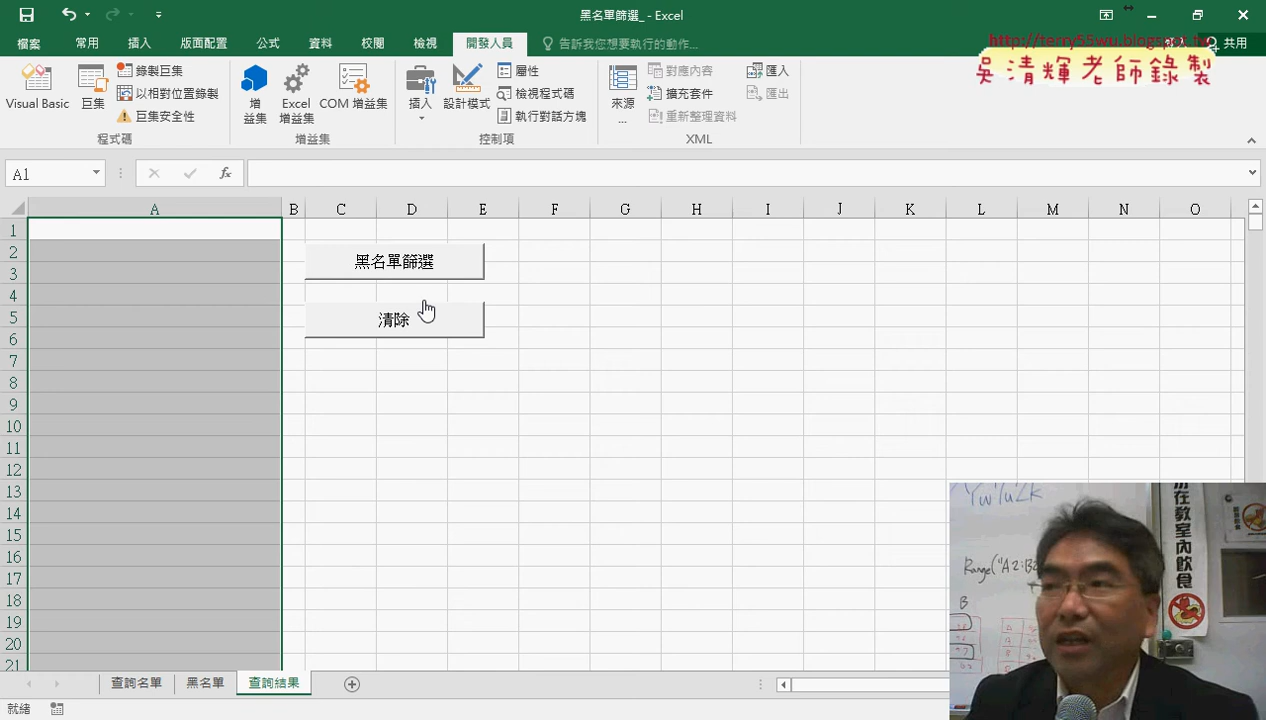 黑名單篩選_ - Excel
檔案 常用 插入 版面配置 公式 資料 校閱 檢視 開發人員 告訴我您想要執行的動作... 共用
http://terry55wu.blogspot.tw
吳清輝老師錄製
Visual Basic 巨集 錄製巨集 以相對位置錄製 巨集安全性
增益集 Excel 增益集 COM 增益集
插入 設計模式 屬性 檢視程式碼 執行對話方塊
來源... 對應內容 擴充套件 重新整理資料 匯入 匯出
程式碼 增益集 控制項 XML
A1 fx
A B C D E F G H I J K L M N O
1
2
3
4
5
6
7
8
9
10
11
12
13
14
15
16
17
18
19
20
21
黑名單篩選
清除
在教室內飲食
Range("A2:B
B
查詢名單 黑名單 查詢結果
就緒